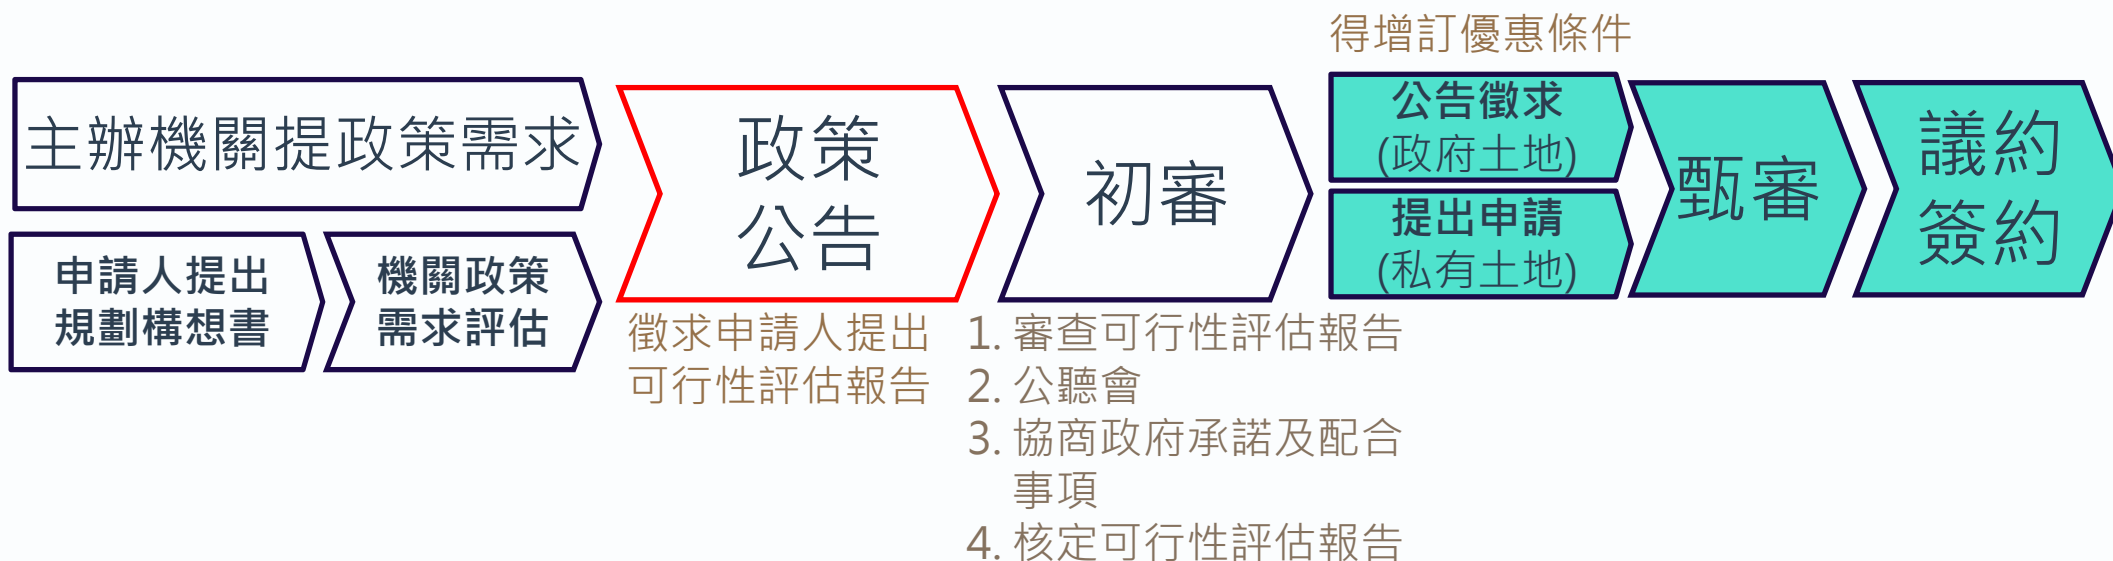 主辦機關提政策需求
申請人提出
規劃構想書
機關政策
需求評估
政策
公告
徵求申請人提出
可行性評估報告
初審
1. 審查可行性評估報告
2. 公聽會
3. 協商政府承諾及配合
事項
4. 核定可行性評估報告
得增訂優惠條件
公告徵求
(政府土地)
提出申請
(私有土地)
甄審
議約
簽約